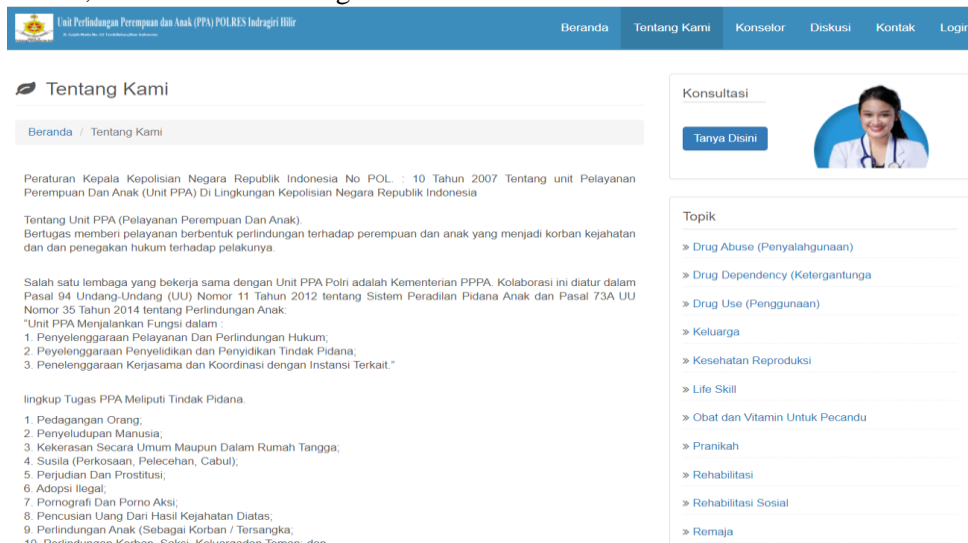 Unit Perlindungan Perempuan dan Anak (PPA) POLRES Indragiri Hilir
Beranda Tentang Kami Konselor Diskusi Kontak Login
Tentang Kami
Beranda / Tentang Kami
Peraturan Kepala Kepolisian Negara Republik Indonesia No POL. : 10 Tahun 2007 Tentang unit Pelayanan
Perempuan Dan Anak (Unit PPA) Di Lingkungan Kepolisian Negara Republik Indonesia
Tentang Unit PPA (Pelayanan Perempuan Dan Anak).
Bertugas memberi pelayanan berbentuk perlindungan terhadap perempuan dan anak yang menjadi korban kejahatan
dan dan penegakan hukum terhadap pelakunya.
Salah satu lembaga yang bekerja sama dengan Unit PPA Polri adalah Kementerian PPPA. Kolaborasi ini diatur dalam
Pasal 94 Undang-Undang (UU) Nomor 11 Tahun 2012 tentang Sistem Peradilan Pidana Anak dan Pasal 73A UU
Nomor 35 Tahun 2014 tentang Perlindungan Anak:
"Unit PPA Menjalankan Fungsi dalam :
1. Penyelenggaraan Pelayanan Dan Perlindungan Hukum;
2. Peyelenggaraan Penyelidikan dan Penyidikan Tindak Pidana;
3. Penelenggaraan Kerjasama dan Koordinasi dengan Instansi Terkait."
lingkup Tugas PPA Meliputi Tindak Pidana.
1. Pedagangan Orang;
2. Penyeludupan Manusia;
3. Kekerasan Secara Umum Maupun Dalam Rumah Tangga;
4. Susila (Perkosaan, Pelecehan, Cabul);
5. Perjudian Dan Prostitusi;
6. Adopsi Ilegal;
7. Pornografi Dan Porno Aksi;
8. Pencusian Uang Dari Hasil Kejahatan Diatas;
9. Perlindungan Anak (Sebagai Korban / Tersangka;
10. Perlindungan Korban, Saksi, Keluargadan Teman; dan
Konsultasi
Tanya Disini
Topik
» Drug Abuse (Penyalahgunaan)
» Drug Dependency (Ketergantunga
» Drug Use (Penggunaan)
» Keluarga
» Kesehatan Reproduksi
» Life Skill
» Obat dan Vitamin Untuk Pecandu
» Pranikah
» Rehabilitasi
» Rehabilitasi Sosial
» Remaja